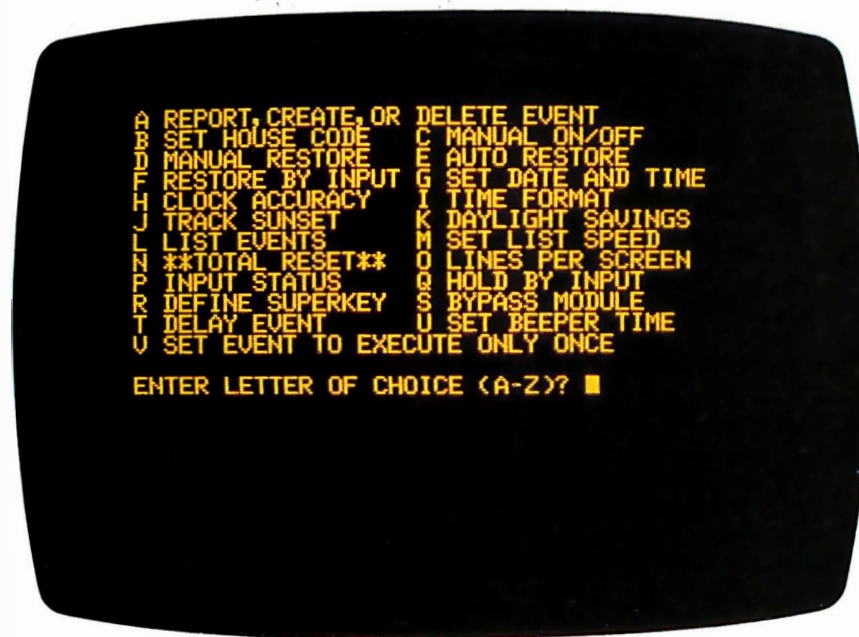 A REPORT, CREATE, OR DELETE EVENT
B SET HOUSE CODE C MANUAL ON/OFF
D MANUAL RESTORE E AUTO RESTORE
F RESTORE BY INPUT G SET DATE AND TIME
H CLOCK ACCURACY I TIME FORMAT
J TRACK SUNSET K DAYLIGHT SAVINGS
L LIST EVENTS M SET LIST SPEED
N **TOTAL RESET** O LINES PER SCREEN
P INPUT STATUS Q HOLD BY INPUT
R DEFINE SUPERKEY S BYPASS MODULE
T DELAY EVENT U SET BEEPER TIME
V SET EVENT TO EXECUTE ONLY ONCE
ENTER LETTER OF CHOICE (A-Z)?